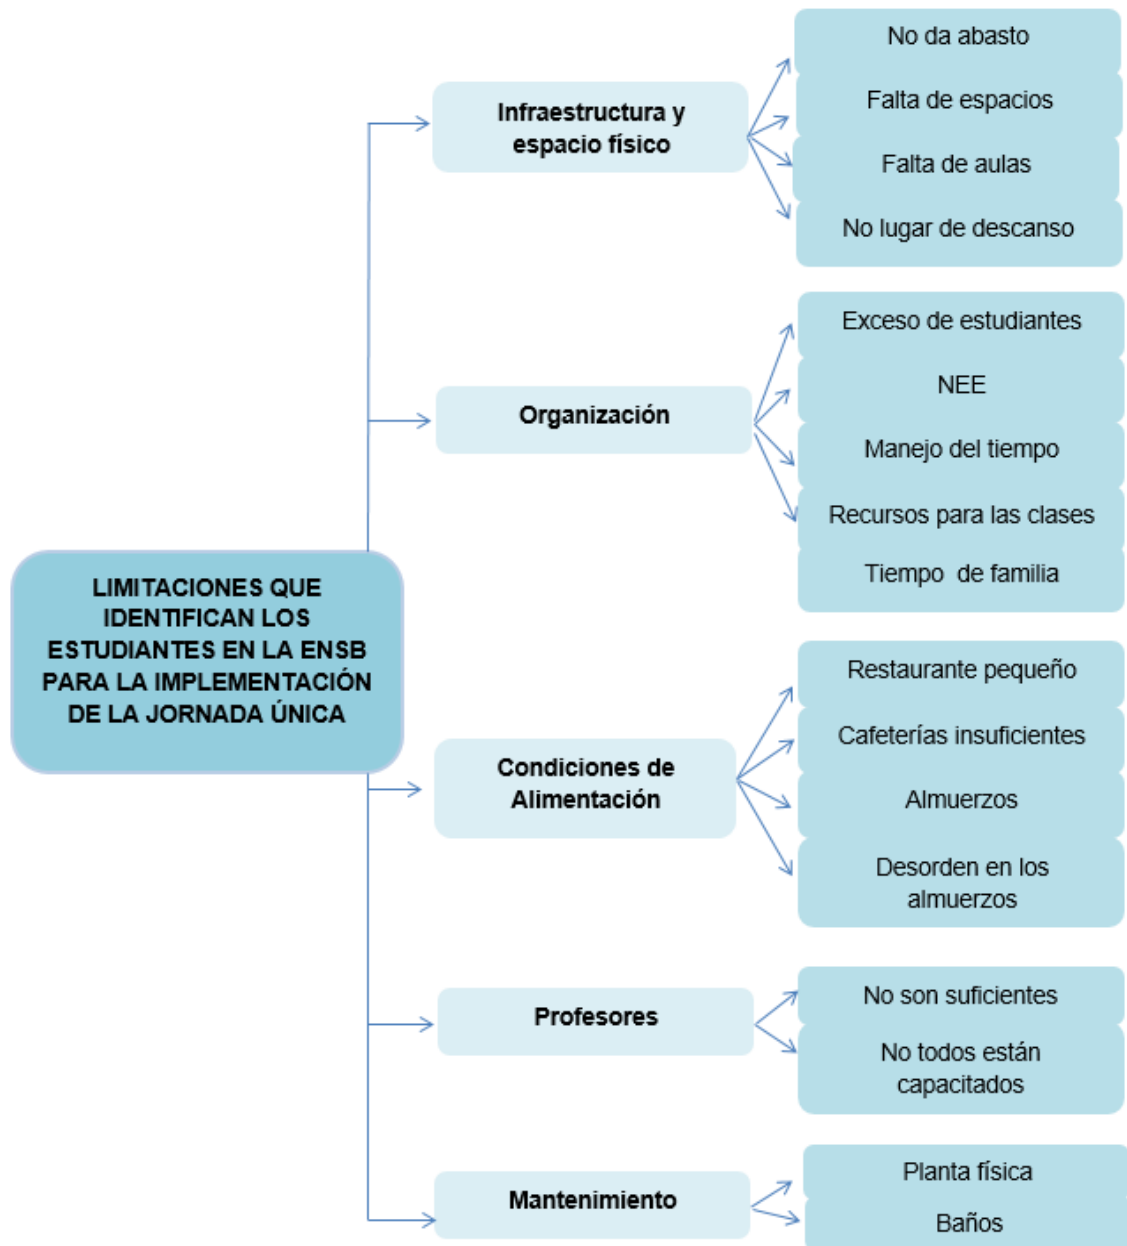 LIMITACIONES QUE
IDENTIFICAN LOS
ESTUDIANTES EN LA ENSB
PARA LA IMPLEMENTACIÓN
DE LA JORNADA ÚNICA
Infraestructura y
espacio físico
No da abasto
Falta de espacios
Falta de aulas
No lugar de descanso
Organización
Exceso de estudiantes
NEE
Manejo del tiempo
Recursos para las clases
Tiempo de familia
Condiciones de
Alimentación
Restaurante pequeño
Cafeterías insuficientes
Almuerzos
Desorden en los
almuerzos
Profesores
No son suficientes
No todos están
capacitados
Mantenimiento
Planta física
Baños